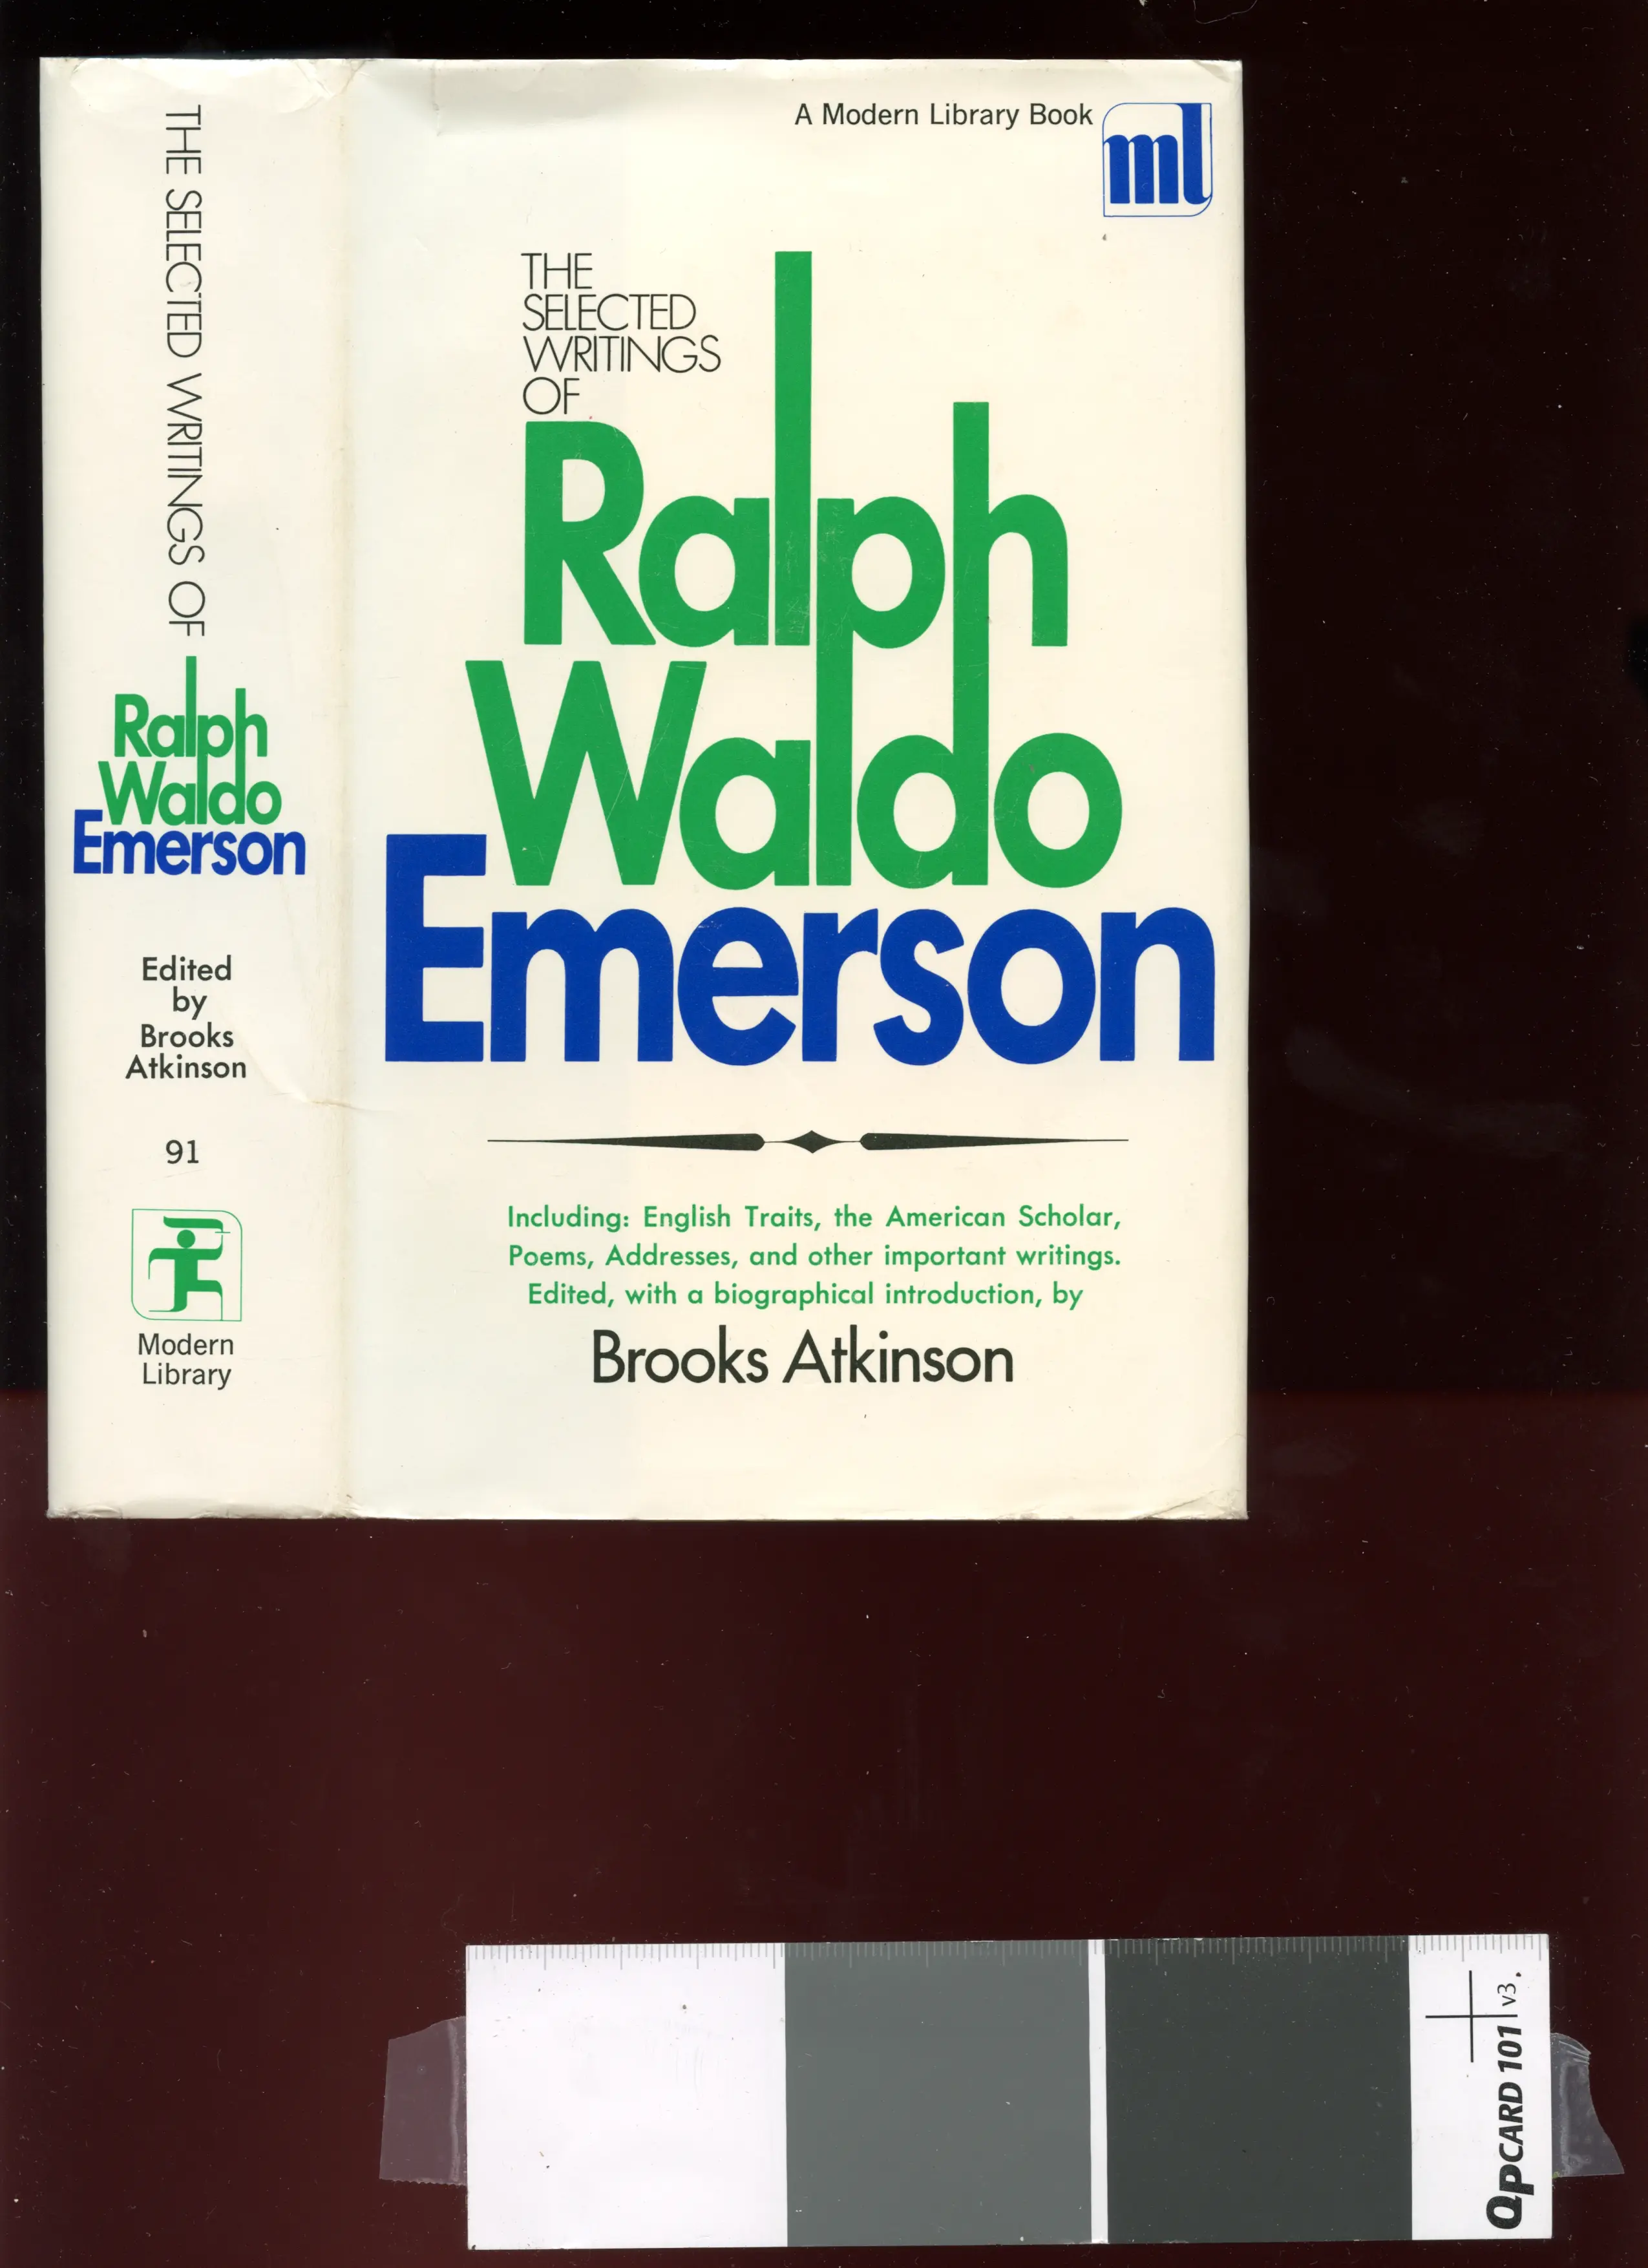 THE SELECTED WRITINGS OF
Ralph
Waldo
Emerson
Edited
by
Brooks
Atkinson
91
Modern
Library
A Modern Library Book
ml
THE
SELECTED
WRITINGS
OF
Ralph
Waldo
Emerson
Including: English Traits, the American Scholar,
Poems, Addresses, and other important writings.
Edited, with a biographical introduction, by
Brooks Atkinson
QPCARD 101 v3.